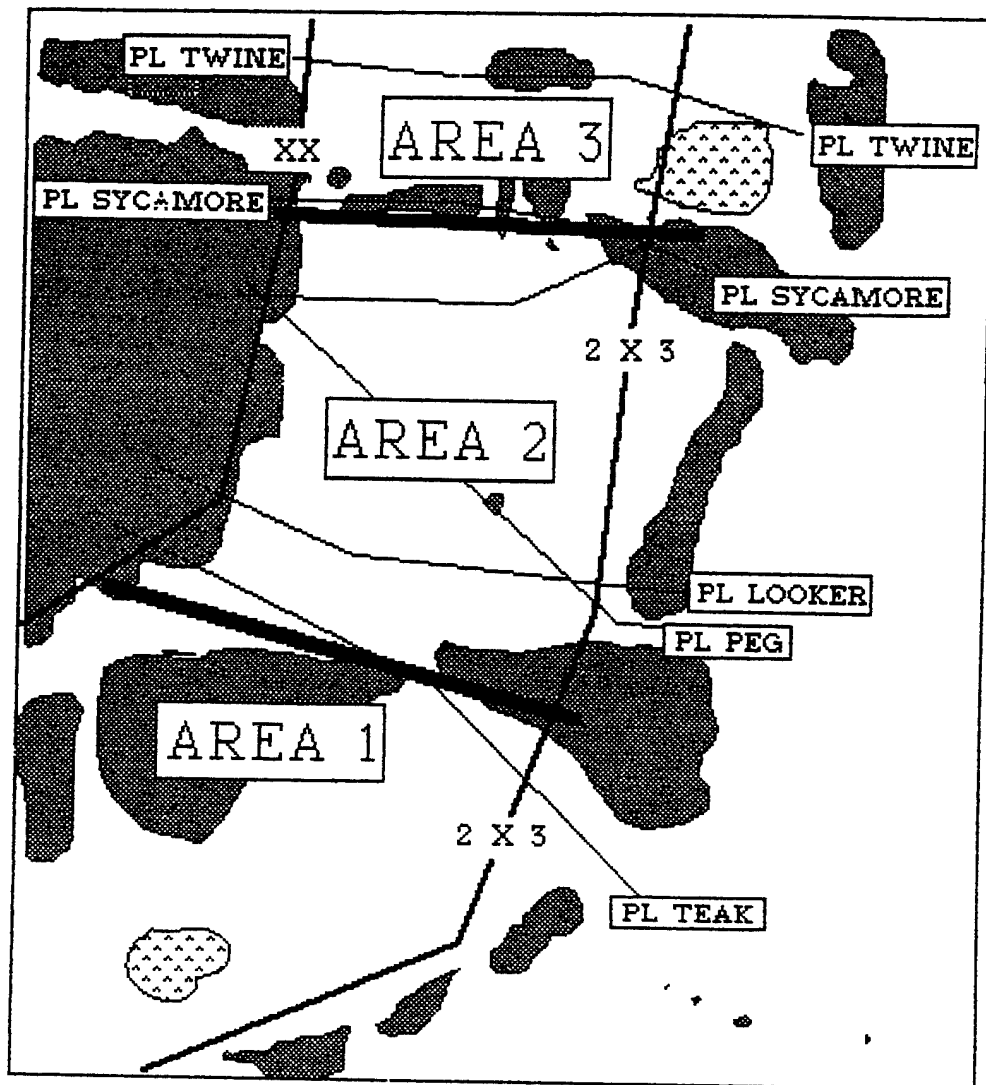 PL TWINE
AREA 3
PL TWINE
XX
PL SYCAMORE
PL SYCAMORE
2 X 3
AREA 2
PL LOOKER
PL PEG
AREA 1
2 X 3
PL TEAK